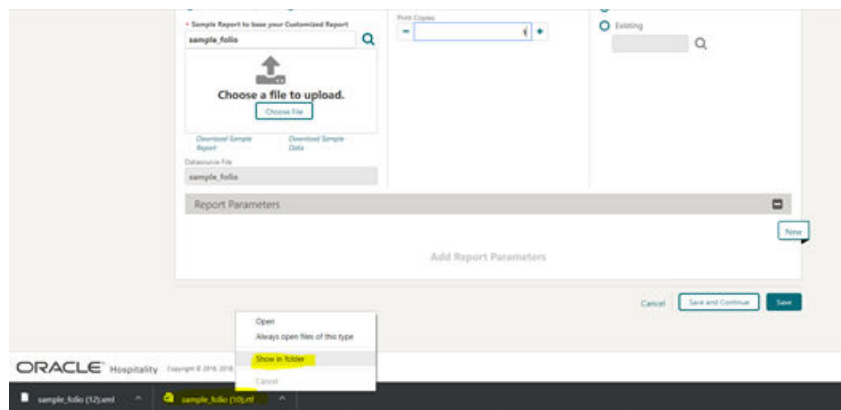 * Sample Report to base your Customized Report
sample_folio
Print Copies
1
Existing
Choose a file to upload.
Choose File
Download Sample Report
Download Sample Data
Datasource File
sample_folio
Report Parameters
New
Add Report Parameters
Cancel
Save and Continue
Save
Open
Always open files of this type
Show in folder
Cancel
ORACLE Hospitality
sample_folio (12).xml
sample_folio (10).rtf